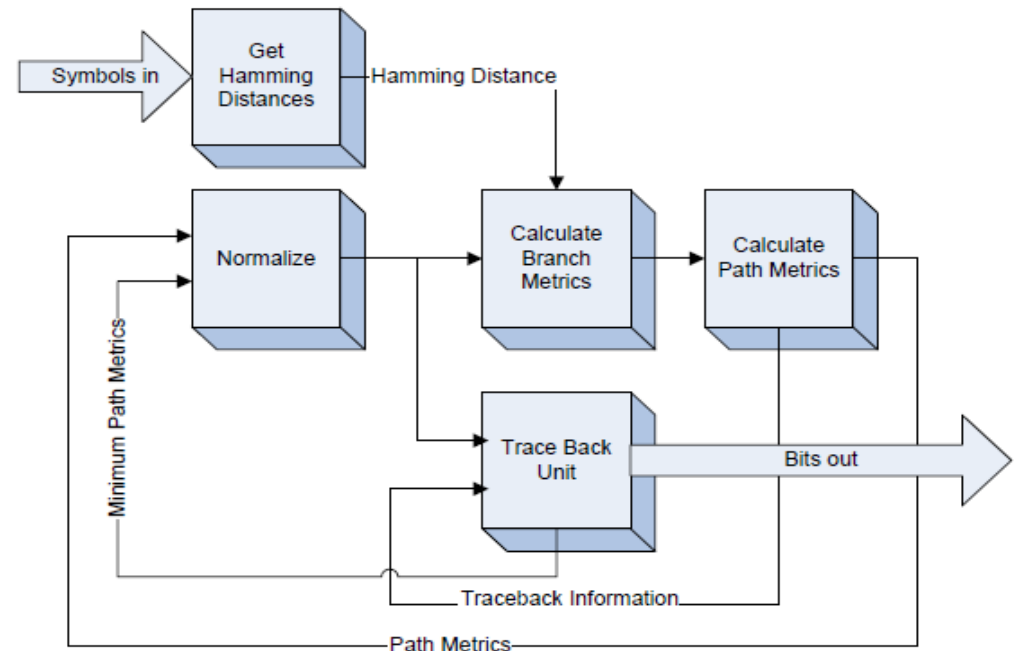 Symbols in
Get
Hamming
Distances
Hamming Distance
Normalize
Calculate
Branch
Metrics
Calculate
Path Metrics
Minimum Path Metrics
Trace Back
Unit
Bits out
Traceback Information
Path Metrics